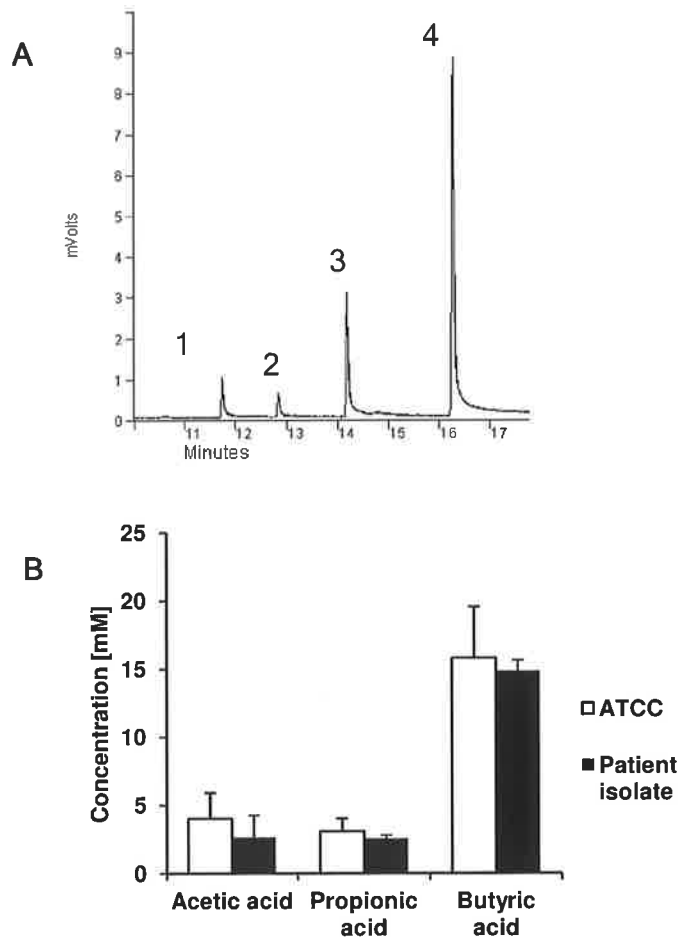 A
4
9
8
7
6
5
4
3
2
1
0
mVolts
3
1
2
11 12 13 14 15 16 17
Minutes
B
25
20
15
10
5
0
Concentration [mM]
ATCC
Patient
isolate
Acetic acid Propionic Butyric
acid acid